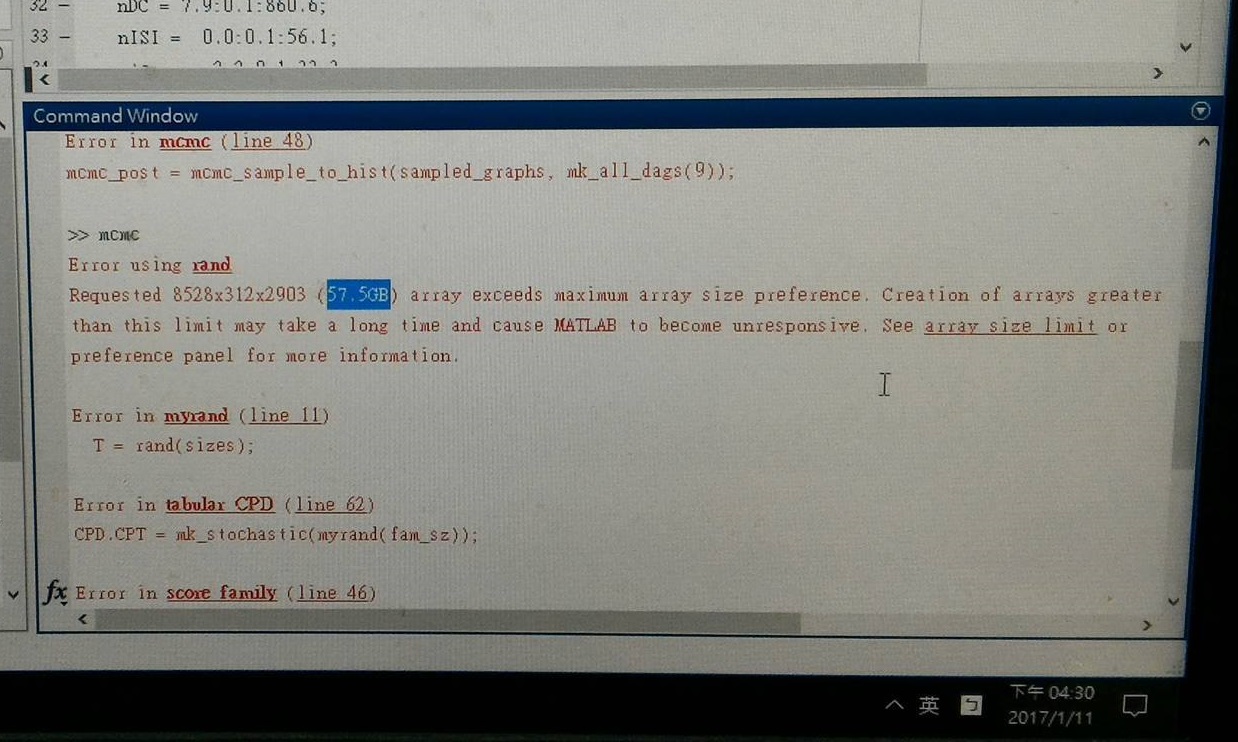 32 — nDC = 7.9:0.1:860.6;
33 — nISI = 0.0:0.1:56.1;
Command Window
Error in mcmc (line 48)
mcmc_post = mcmc_sample_to_hist(sampled_graphs, mk_all_dags(9));
>> mcmc
Error using rand
Requested 8528x312x2903 (57.5GB) array exceeds maximum array size preference. Creation of arrays greater
than this limit may take a long time and cause MATLAB to become unresponsive. See array size limit or
preference panel for more information.
Error in myrand (line 11)
T = rand(sizes);
Error in tabular CPD (line 62)
CPD.CPT = mk_stochastic(myrand(fam_sz));
fx Error in score family (line 46)
英 ㄅ 下午 04:30
2017/1/11